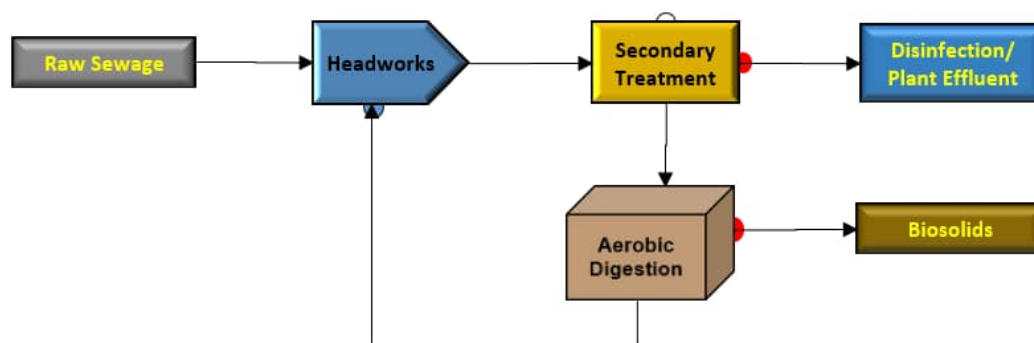 Raw Sewage
Headworks
Secondary
Treatment
Disinfection/
Plant Effluent
Aerobic
Digestion
Biosolids